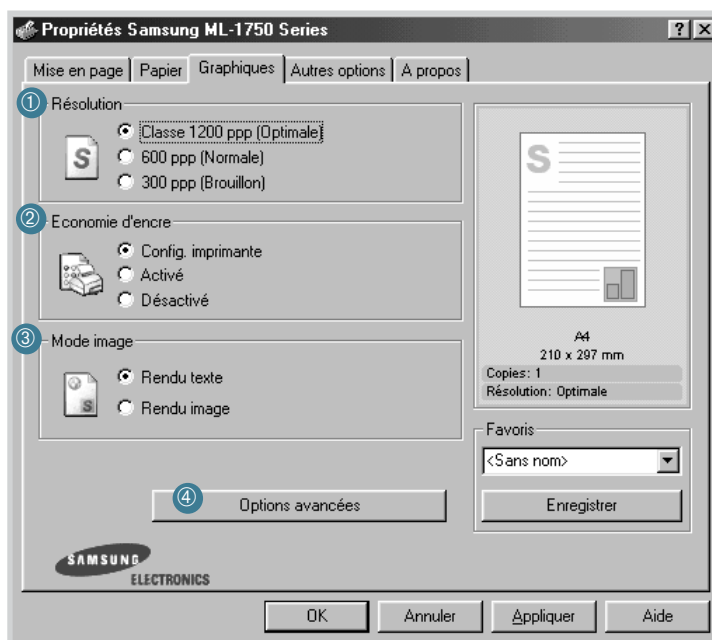 Propriétés Samsung ML-1750 Series
Mise en page Papier Graphiques Autres options A propos
1 Résolution
Classe 1200 ppp (Optimale)
600 ppp (Normale)
300 ppp (Brouillon)
2 Economie d'encre
Config. imprimante
Activé
Désactivé
3 Mode image
Rendu texte
Rendu image
4 Options avancées
S
A4
210 x 297 mm
Copies: 1
Résolution: Optimale
Favoris
<Sans nom>
Enregistrer
SAMSUNG
ELECTRONICS
OK Annuler Appliquer Aide